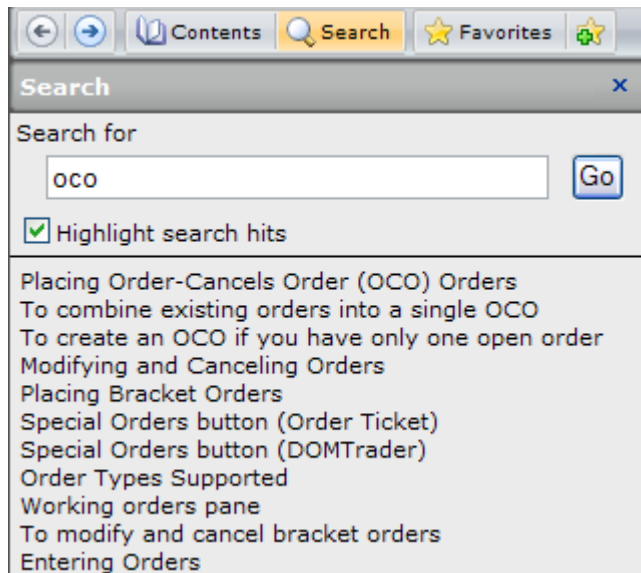 Contents Search Favorites
Search
Search for
oco Go
Highlight search hits
Placing Order-Cancels Order (OCO) Orders
To combine existing orders into a single OCO
To create an OCO if you have only one open order
Modifying and Canceling Orders
Placing Bracket Orders
Special Orders button (Order Ticket)
Special Orders button (DOMTrader)
Order Types Supported
Working orders pane
To modify and cancel bracket orders
Entering Orders